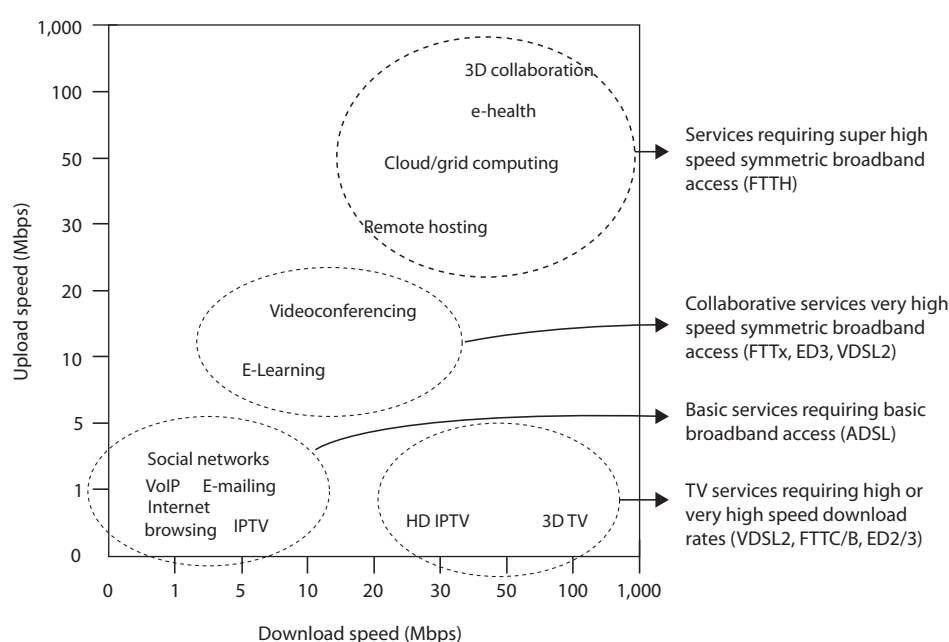 1,000
100
50
30
20
10
5
1
0
Upload speed (Mbps)
3D collaboration
e-health
Cloud/grid computing
Remote hosting
Videoconferencing
E-Learning
Social networks
VoIP E-mailing
Internet
browsing
IPTV
HD IPTV
3D TV
Services requiring super high
speed symmetric broadband
access (FTTH)
Collaborative services very high
speed symmetric broadband
access (FTTx, ED3, VDSL2)
Basic services requiring basic
broadband access (ADSL)
TV services requiring high or
very high speed download
rates (VDSL2, FTTC/B, ED2/3)
0 1 5 10 20 30 50 100 1,000
Download speed (Mbps)